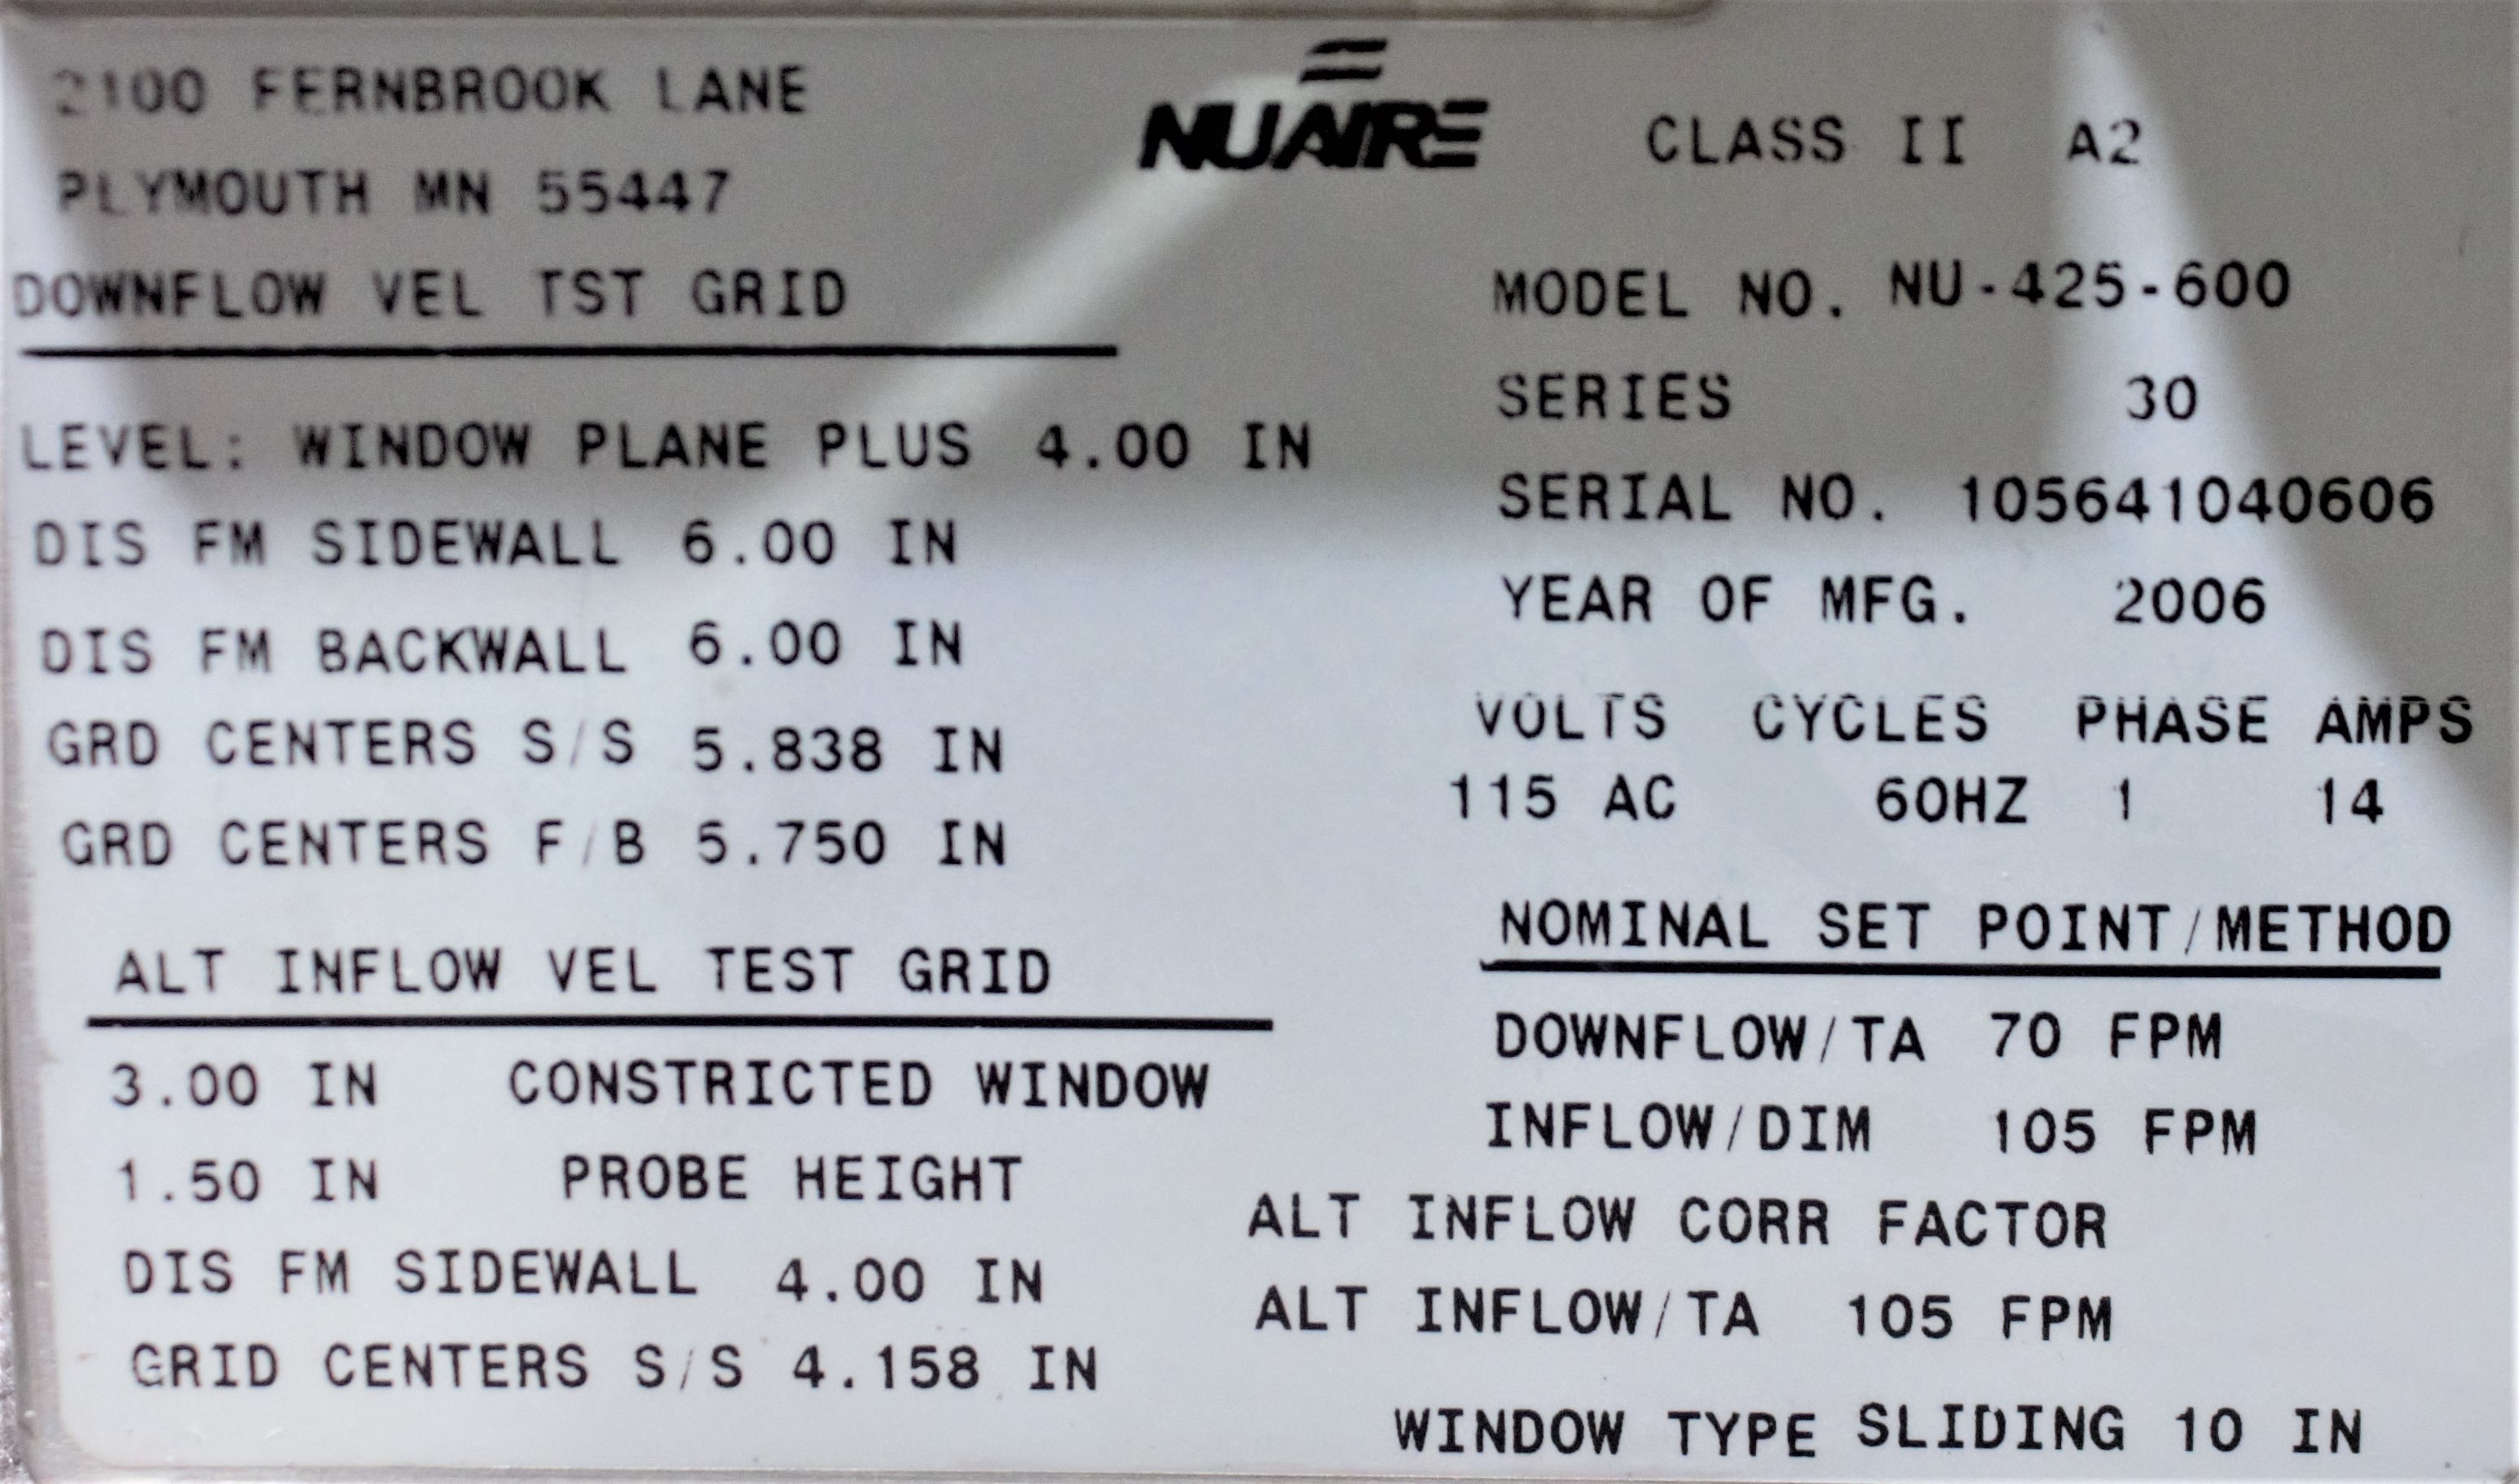 2100 FERNBROOK LANE
PLYMOUTH MN 55447
DOWNFLOW VEL TST GRID
LEVEL: WINDOW PLANE PLUS 4.00 IN
DIS FM SIDEWALL 6.00 IN
DIS FM BACKWALL 6.00 IN
GRD CENTERS S/S 5.838 IN
GRD CENTERS F/B 5.750 IN
ALT INFLOW VEL TEST GRID
3.00 IN CONSTRICTED WINDOW
1.50 IN PROBE HEIGHT
DIS FM SIDEWALL 4.00 IN
GRID CENTERS S/S 4.158 IN
NUAIRE
CLASS II A2
MODEL NO. NU-425-600
SERIES 30
SERIAL NO. 105641040606
YEAR OF MFG. 2006
VOLTS CYCLES PHASE AMPS
115 AC 60HZ 1 14
NOMINAL SET POINT/METHOD
DOWNFLOW/TA 70 FPM
INFLOW/DIM 105 FPM
ALT INFLOW CORR FACTOR
ALT INFLOW/TA 105 FPM
WINDOW TYPE SLIDING 10 IN